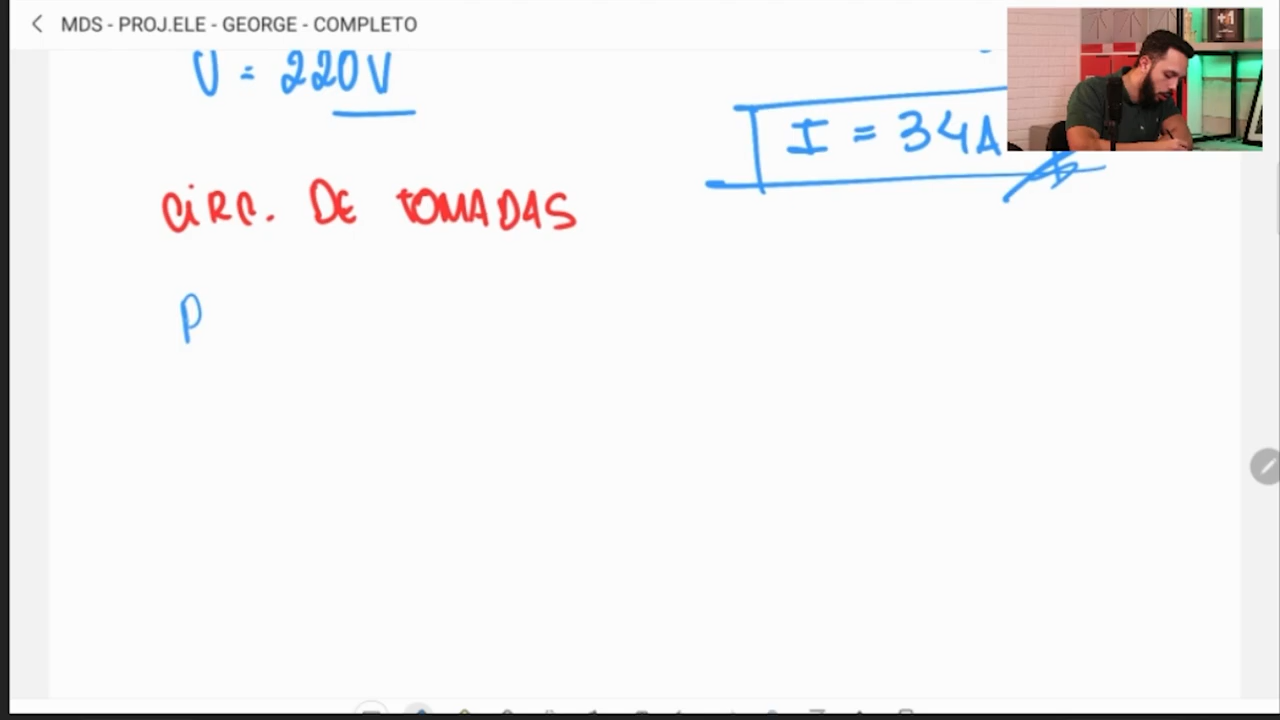 MDS - PROJ.ELE - GEORGE - COMPLETO
U = 220V
I = 34A
CIRC. DE TOMADAS
P